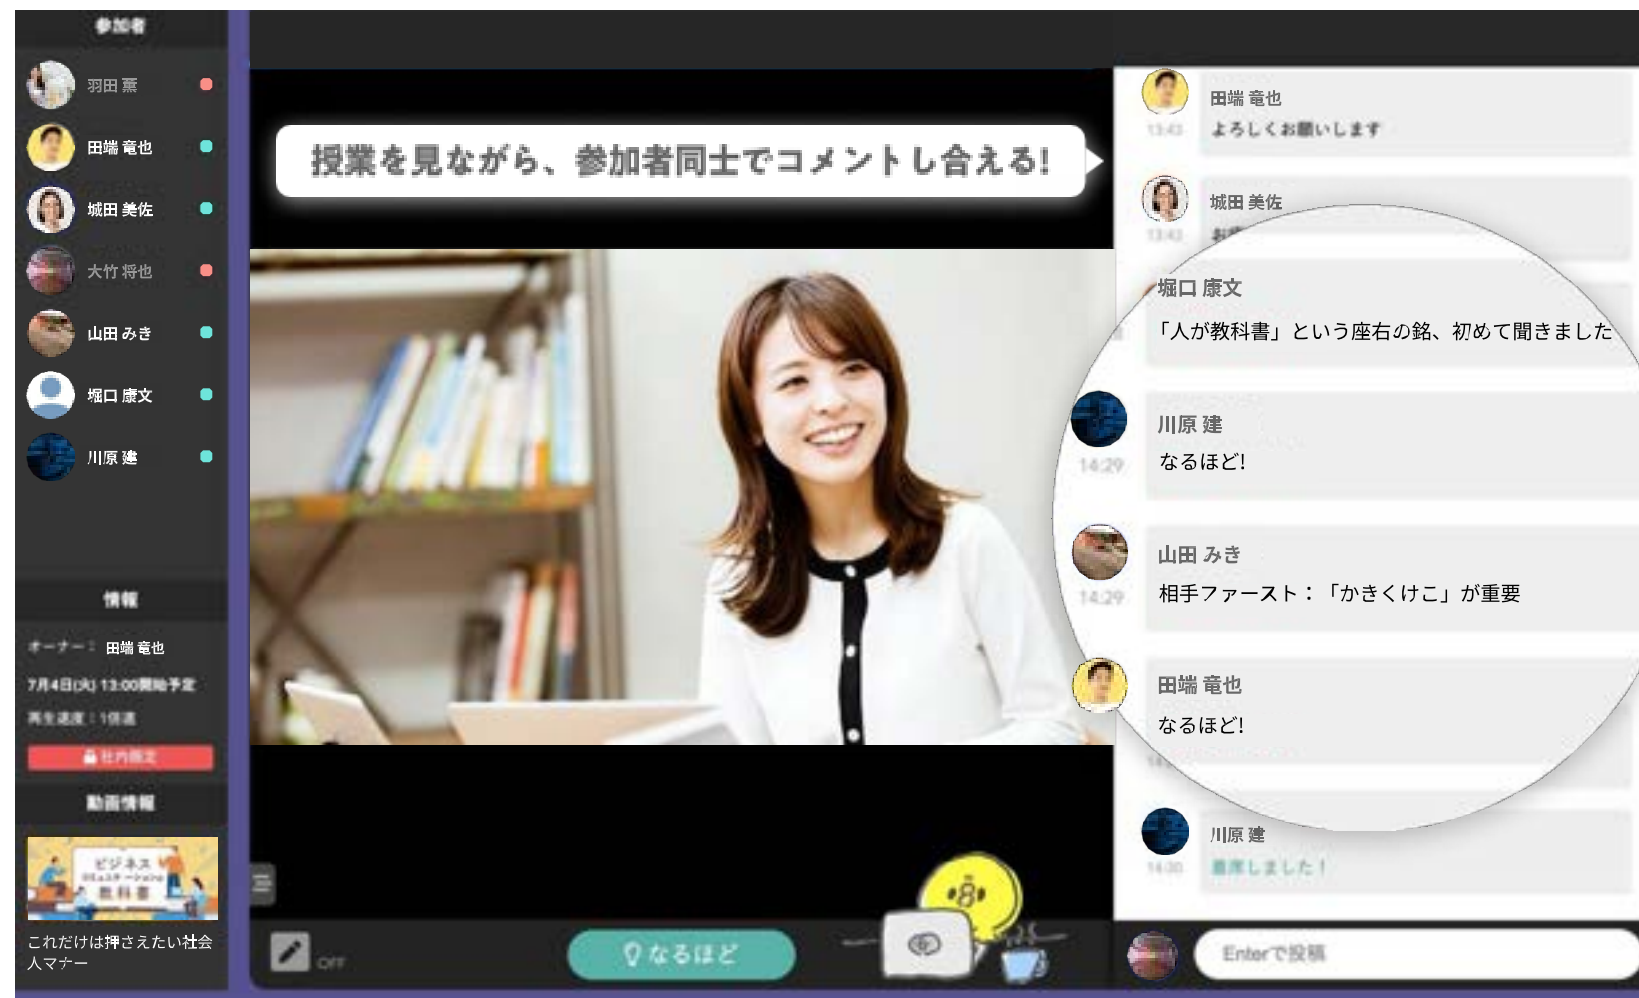 参加者
羽田 薫
田端 竜也
城田 美佐
大竹 将也
山田 みき
堀口 康文
川原 建
情報
オーナー： 田端 竜也
7月4日(火) 13:00開始予定
再生速度：1倍速
社内限定
動画情報
ビジネス
コミュニケーションの
教科書
これだけは押さえたい社会
人マナー
授業を見ながら、参加者同士でコメントし合える!
OFF
なるほど
田端 竜也
13:43
よろしくお願いします
城田 美佐
13:43
堀口 康文
「人が教科書」という座右の銘、初めて聞きました
川原 建
14:29
なるほど!
山田 みき
14:29
相手ファースト：「かきくけこ」が重要
田端 竜也
なるほど!
川原 建
14:30
着席しました！
Enterで投稿